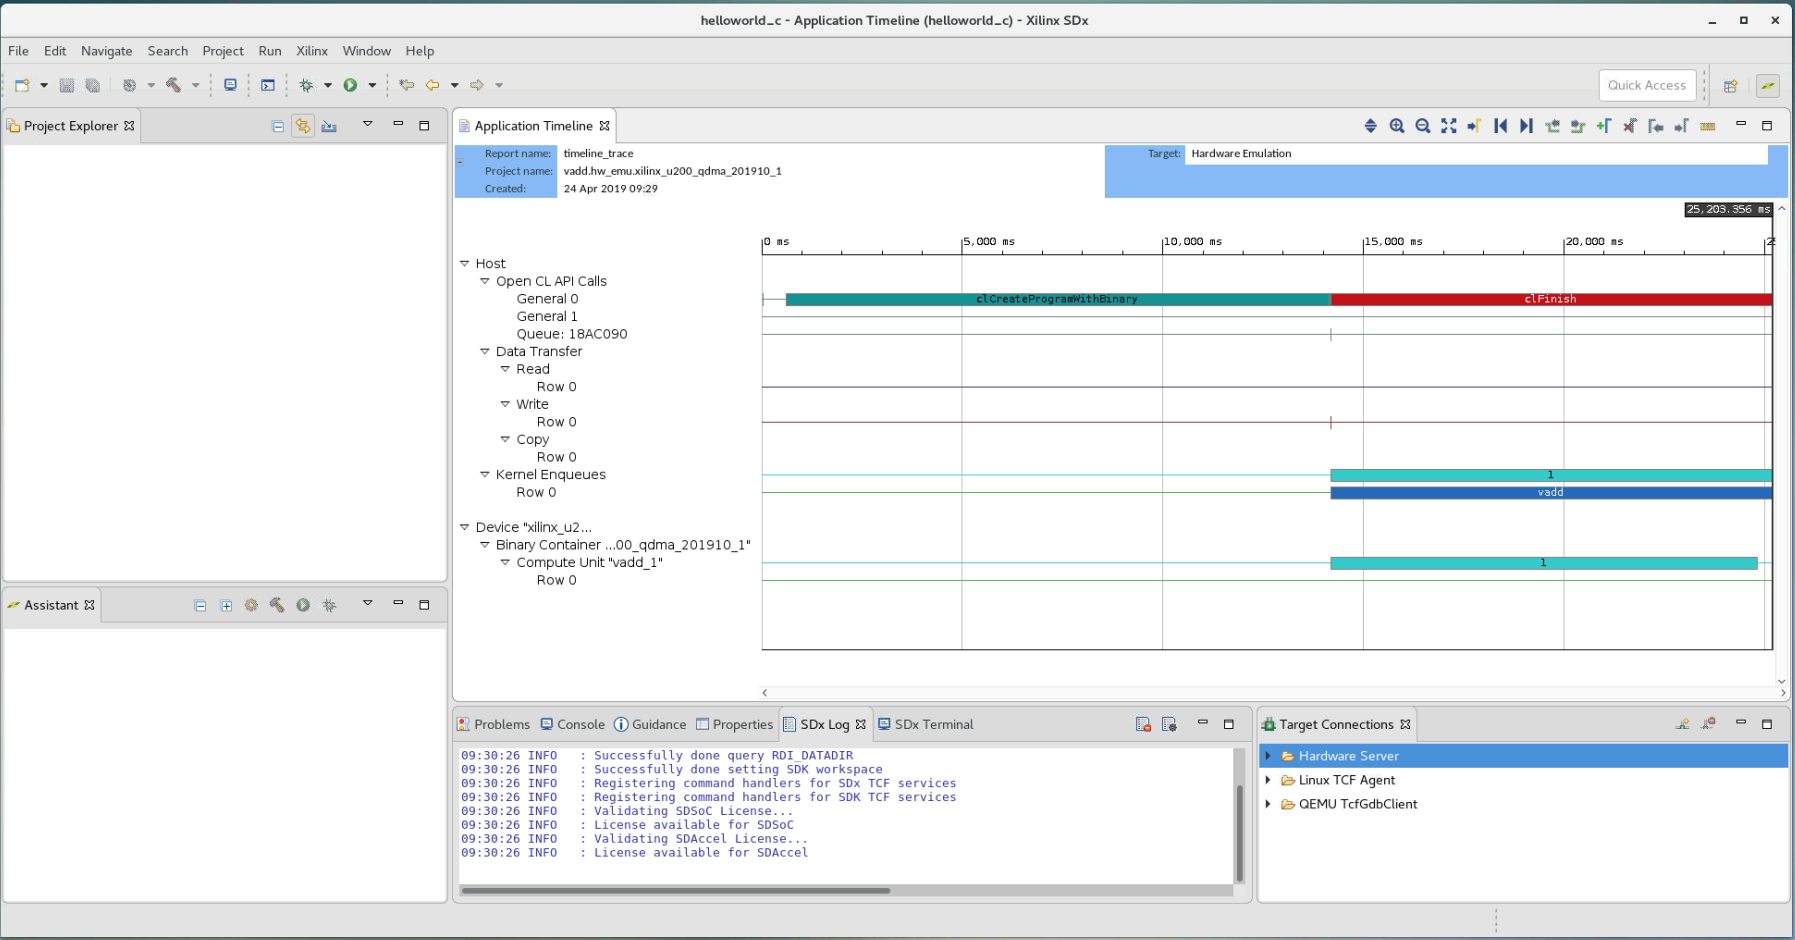 helloworld_c - Application Timeline (helloworld_c) - Xilinx SDx
File Edit Navigate Search Project Run Xilinx Window Help
Quick Access
Project Explorer
Application Timeline
Report name: timeline_trace
Project name: vadd.hw_emu.xilinx_u200_qdma_201910_1
Created: 24 Apr 2019 09:29
Target: Hardware Emulation
25,203.356 ms
0 ms 5,000 ms 10,000 ms 15,000 ms 20,000 ms
Host
Open CL API Calls
General 0 clCreateProgramWithBinary clFinish
General 1
Queue: 18AC090
Data Transfer
Read
Row 0
Write
Row 0
Copy
Row 0
Kernel Enqueues 1
Row 0 vadd
Device "xilinx_u2...
Binary Container ...00_qdma_201910_1"
Compute Unit "vadd_1" 1
Row 0
Assistant
Problems Console Guidance Properties SDx Log SDx Terminal
09:30:26 INFO : Successfully done query RDI_DATADIR
09:30:26 INFO : Successfully done setting SDK workspace
09:30:26 INFO : Registering command handlers for SDx TCF services
09:30:26 INFO : Registering command handlers for SDK TCF services
09:30:26 INFO : Validating SDSoC License...
09:30:26 INFO : License available for SDSoC
09:30:26 INFO : Validating SDAccel License...
09:30:26 INFO : License available for SDAccel
Target Connections
Hardware Server
Linux TCF Agent
QEMU TcfGdbClient